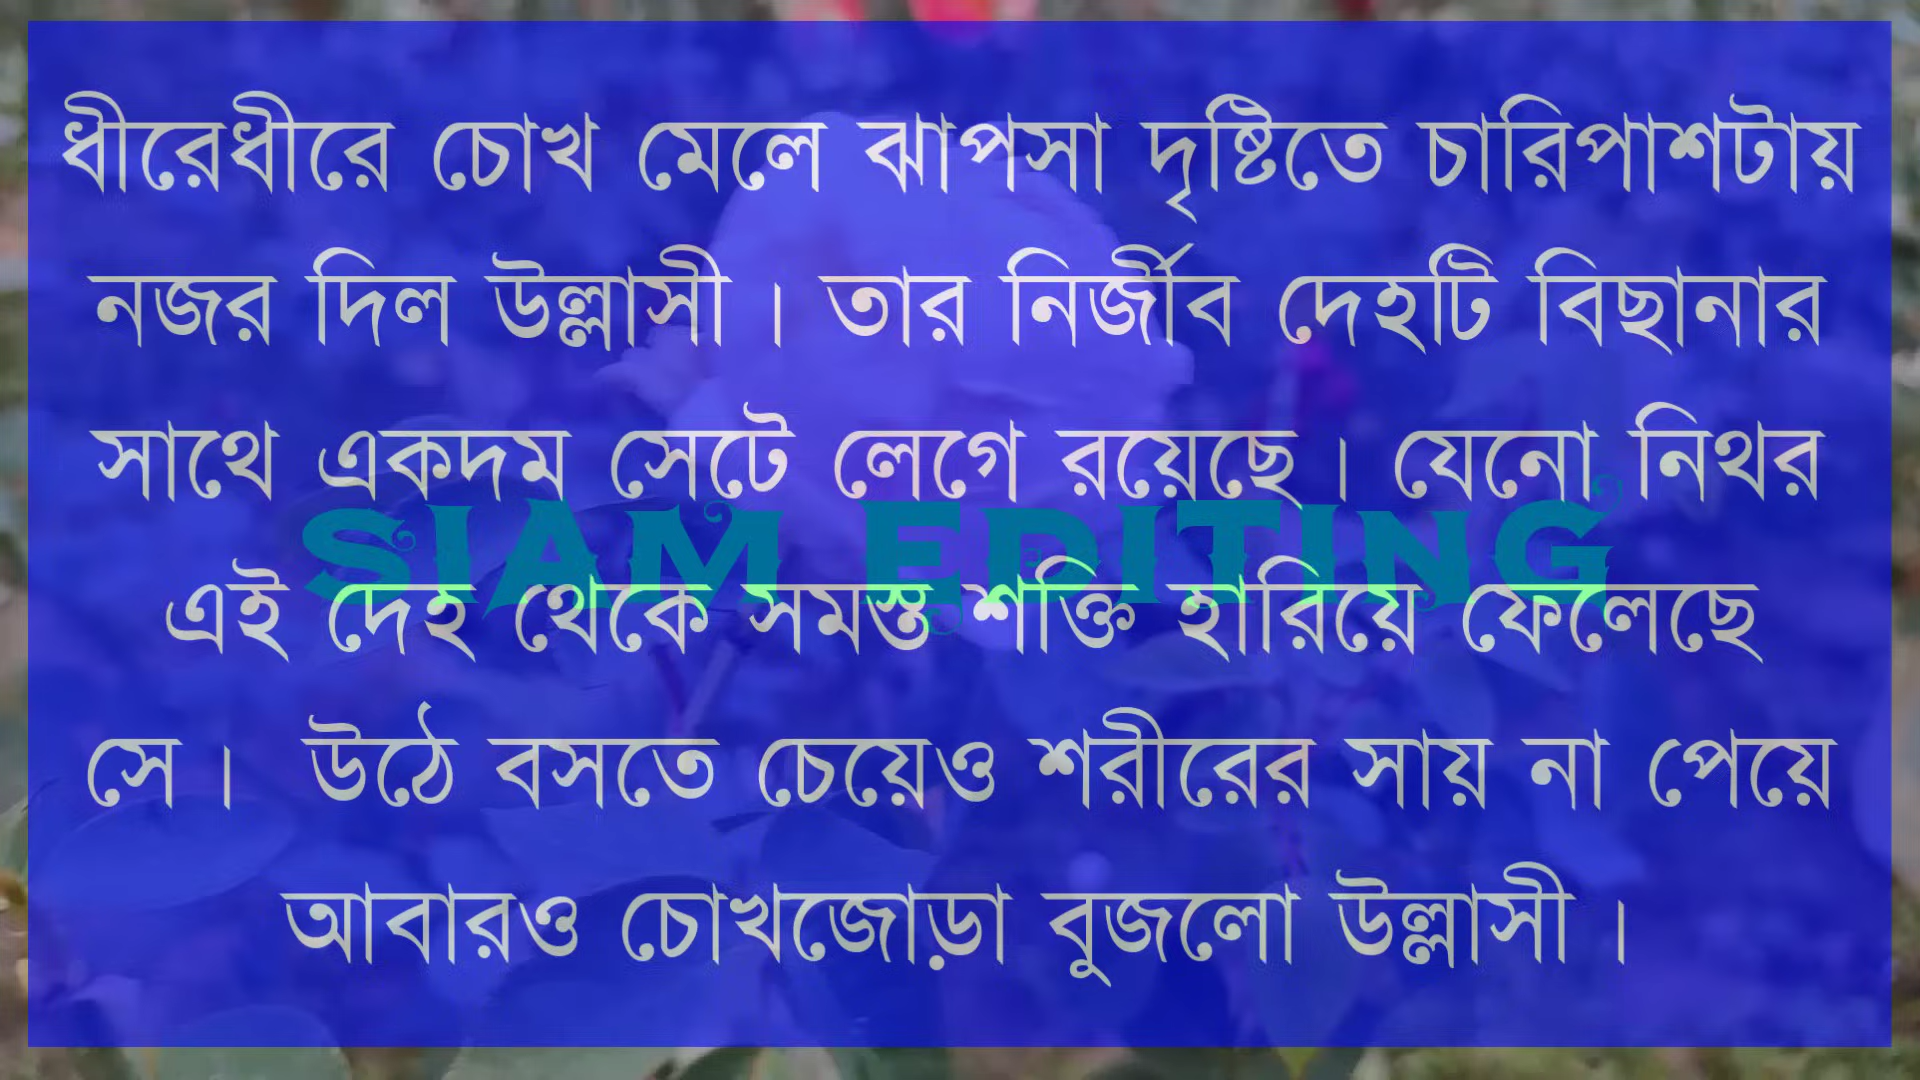 ধীরেধীরে চোখ মেলে ঝাপসা দৃষ্টিতে চারিপাশটায়
নজর দিল উল্লাসী। তার নির্জীব দেহটি বিছানার
সাথে একদম সেটে লেগে রয়েছে। যেনো নিথর
SIAM EDITING
এই দেহ থেকে সমস্ত শক্তি হারিয়ে ফেলেছে
সে। উঠে বসতে চেয়েও শরীরের সায় না পেয়ে
আবারও চোখজোড়া বুজলো উল্লাসী।